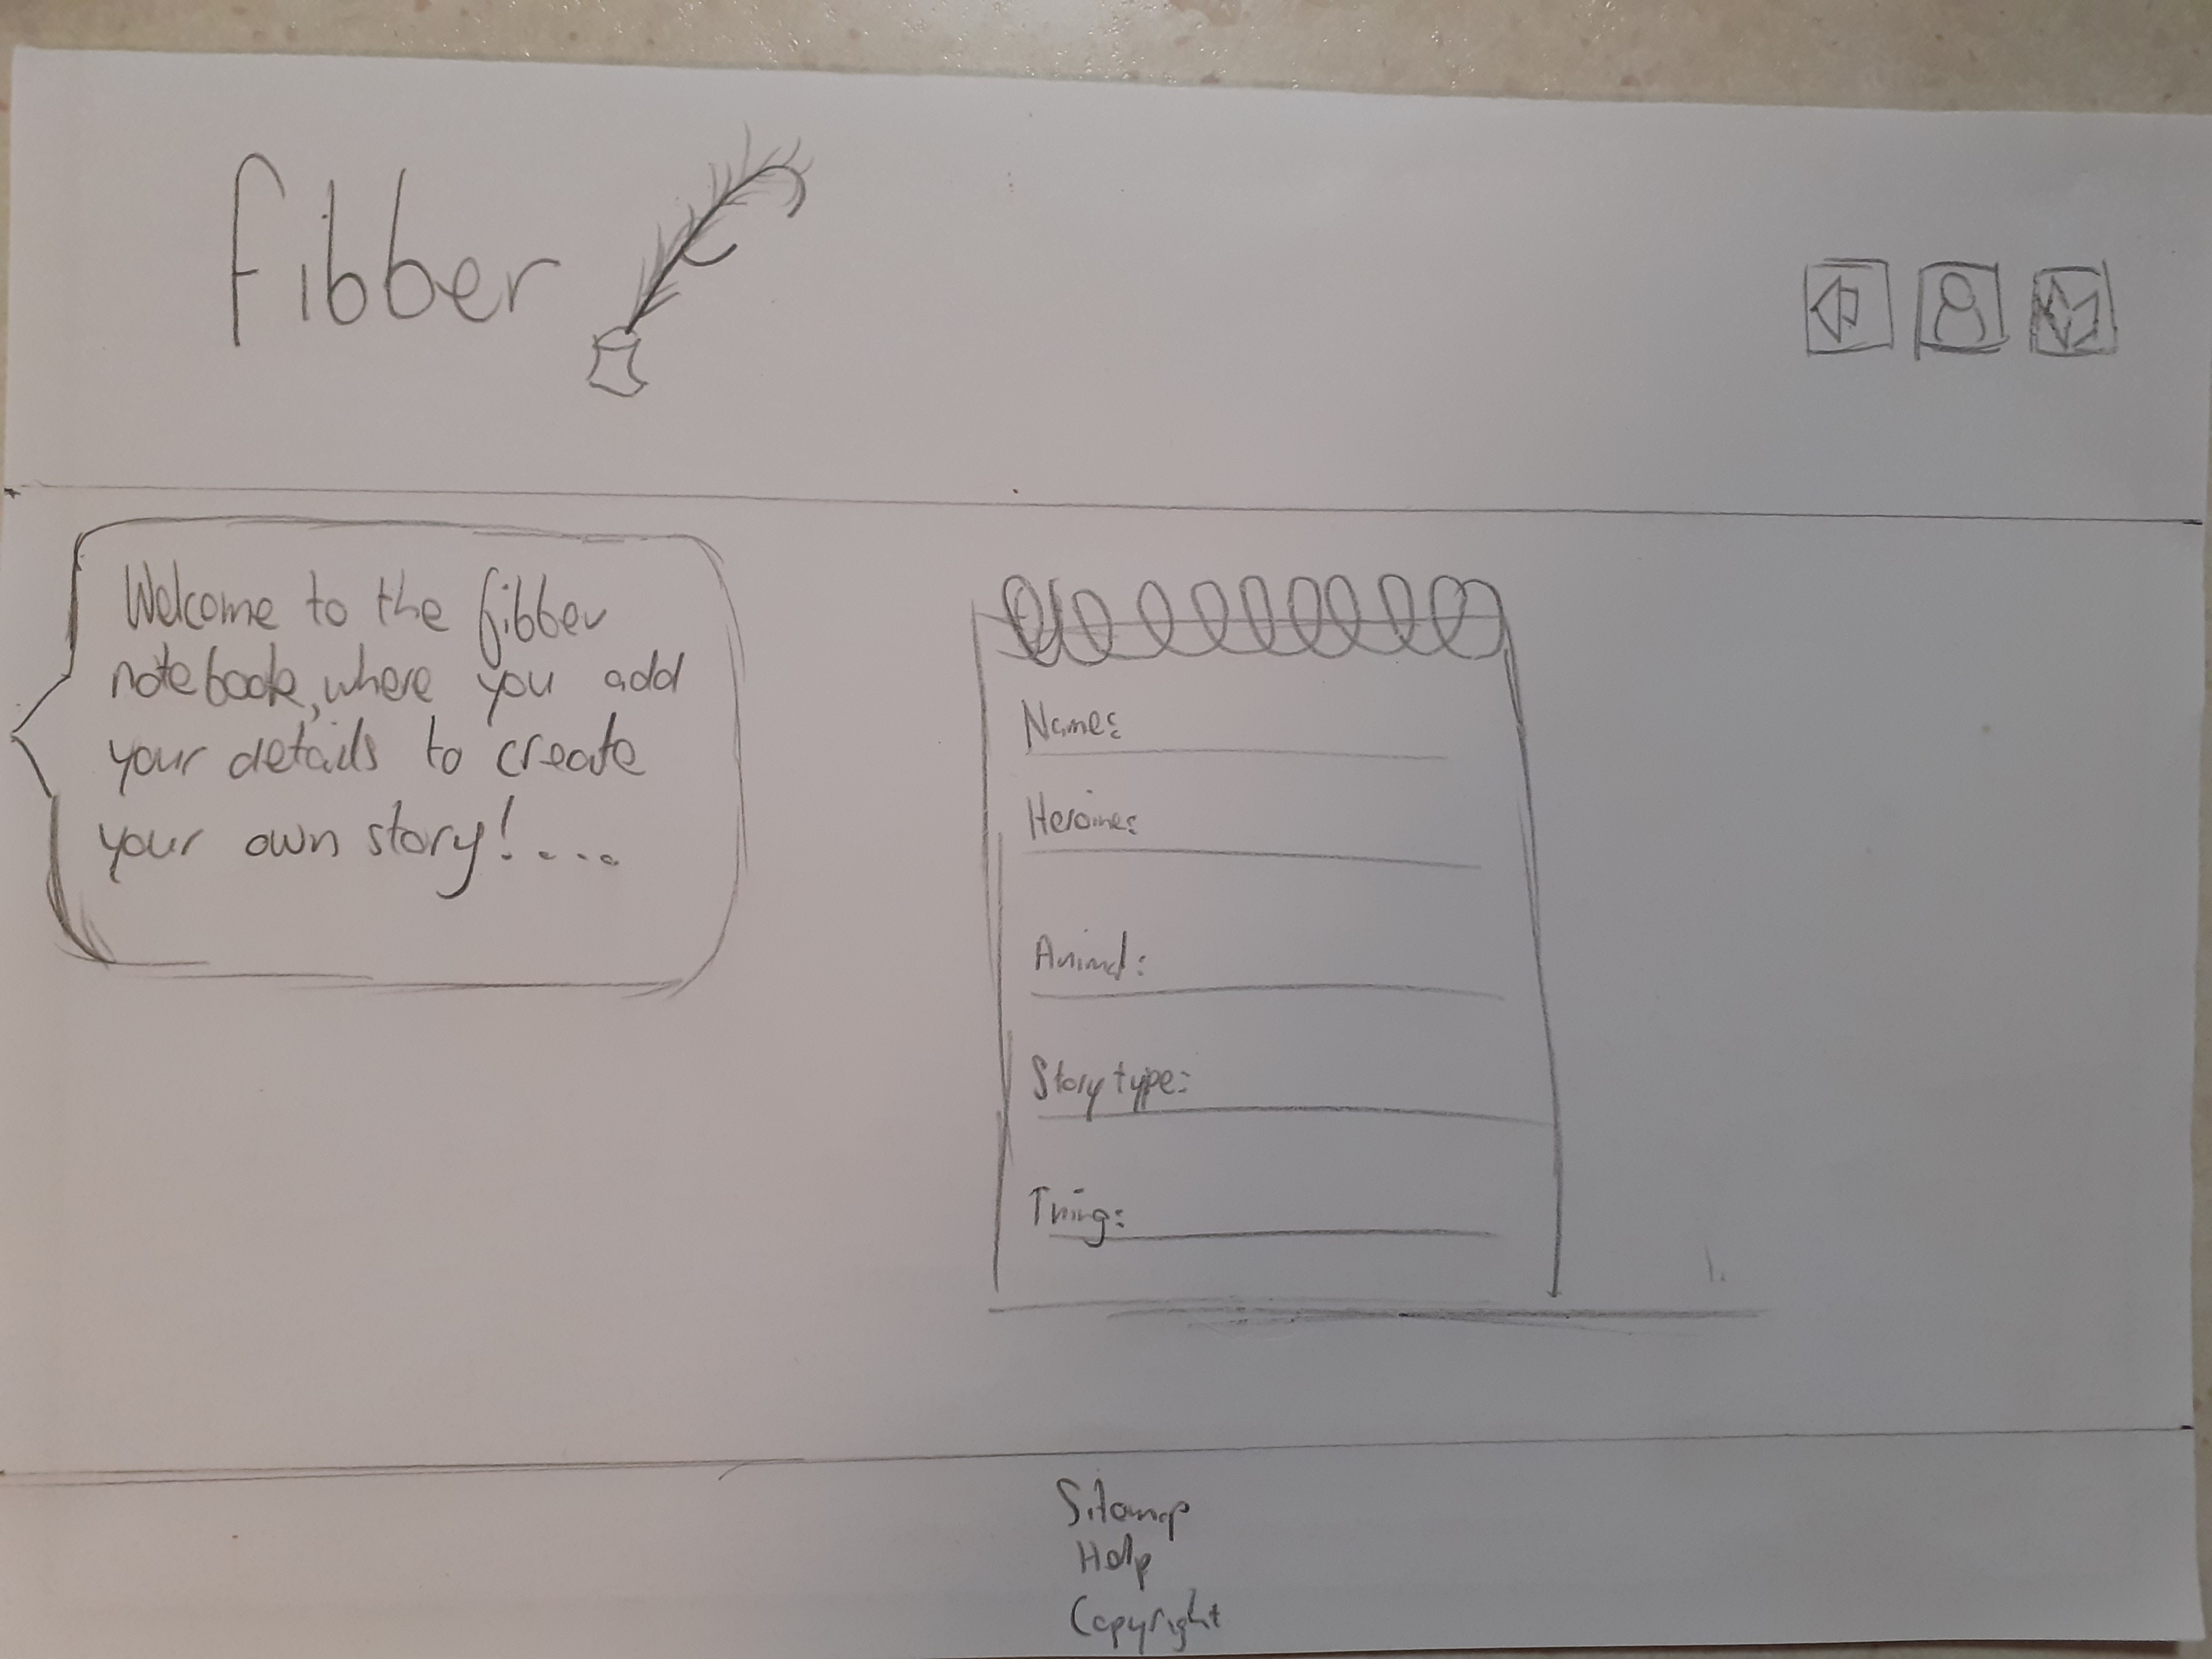 Fibber
Welcome to the fibber
notebook, where you add
your details to create
your own story! ...
Name:
Heroine:
Animal:
Story type:
Thing:
Sitemap
Help
Copyright